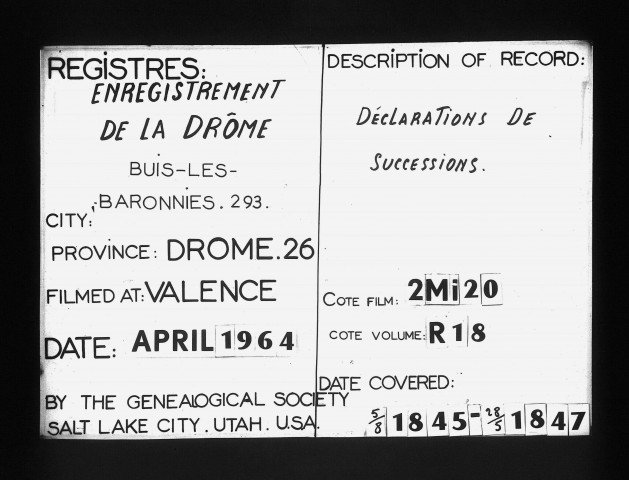 REGISTRES:
ENREGISTREMENT
DE LA DRÔME
BUIS-LES-
BARONNIES. 293.
CITY:
PROVINCE: DROME. 26
FILMED AT: VALENCE
DATE: APRIL 1964
BY THE GENEALOGICAL SOCIETY
SALT LAKE CITY. UTAH. U.S.A.
DESCRIPTION OF RECORD:
DÉCLARATIONS DE
SUCCESSIONS.
COTE FILM: 2Mi20
COTE VOLUME: R18
DATE COVERED:
5/8 1845 - 28/5 1847